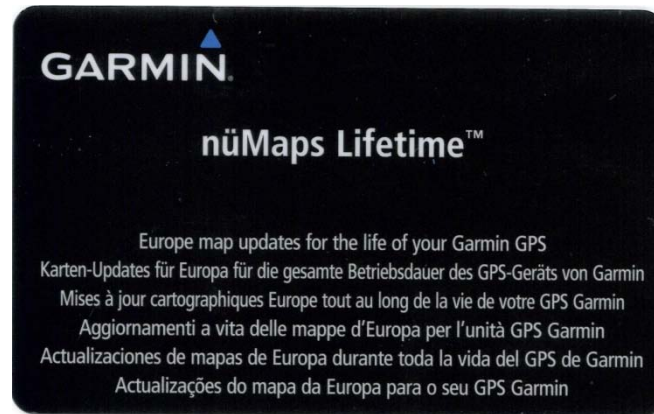 GARMIN.
nüMaps Lifetime™
Europe map updates for the life of your Garmin GPS
Karten-Updates für Europa für die gesamte Betriebsdauer des GPS-Geräts von Garmin
Mises à jour cartographiques Europe tout au long de la vie de votre GPS Garmin
Aggiornamenti a vita delle mappe d'Europa per l'unità GPS Garmin
Actualizaciones de mapas de Europa durante toda la vida del GPS de Garmin
Actualizações do mapa da Europa para o seu GPS Garmin